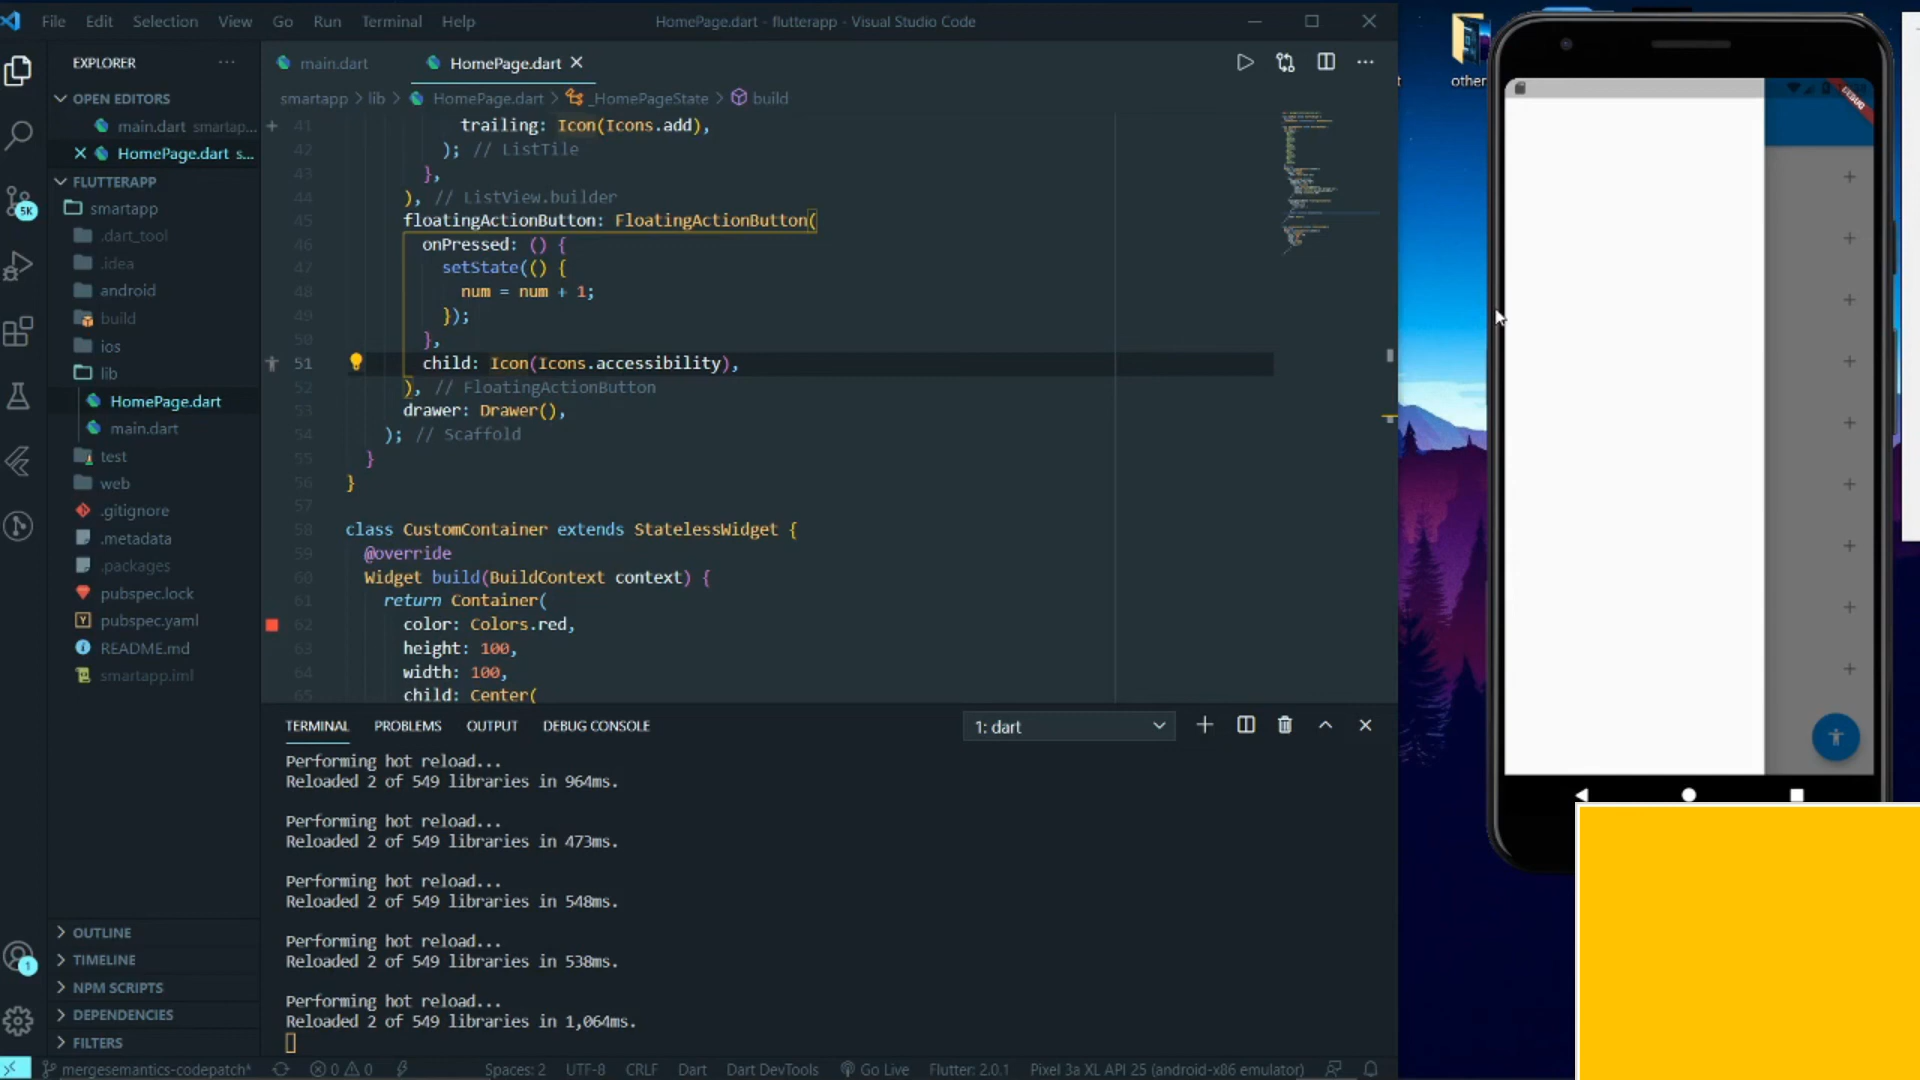 File Edit Selection View Go Run Terminal Help
HomePage.dart - flutterapp - Visual Studio Code
EXPLORER
OPEN EDITORS
main.dart smartap...
HomePage.dart s...
FLUTTERAPP
smartapp
.dart_tool
.idea
android
build
ios
lib
HomePage.dart
main.dart
test
web
.gitignore
.metadata
.packages
pubspec.lock
pubspec.yaml
README.md
smartapp.iml
OUTLINE
TIMELINE
NPM SCRIPTS
DEPENDENCIES
FILTERS
5K
1
main.dart
HomePage.dart
smartapp > lib > HomePage.dart > _HomePageState > build
41 trailing: Icon(Icons.add),
42 ); // ListTile
43 },
44 ), // ListView.builder
45 floatingActionButton: FloatingActionButton(
46 onPressed: () {
47 setState(() {
48 num = num + 1;
49 });
50 },
51 child: Icon(Icons.accessibility),
52 ), // FloatingActionButton
53 drawer: Drawer(),
54 ); // Scaffold
55 }
56 }
57
58 class CustomContainer extends StatelessWidget {
59 @override
60 Widget build(BuildContext context) {
61 return Container(
62 color: Colors.red,
63 height: 100,
64 width: 100,
65 child: Center(
TERMINAL PROBLEMS OUTPUT DEBUG CONSOLE
1: dart
Performing hot reload...
Reloaded 2 of 549 libraries in 964ms.
Performing hot reload...
Reloaded 2 of 549 libraries in 473ms.
Performing hot reload...
Reloaded 2 of 549 libraries in 548ms.
Performing hot reload...
Reloaded 2 of 549 libraries in 538ms.
Performing hot reload...
Reloaded 2 of 549 libraries in 1,064ms.
mergesemantics-codepatch* 0 0 Spaces: 2 UTF-8 CRLF Dart Dart DevTools Go Live Flutter: 2.0.1 Pixel 3a XL API 25 (android-x86 emulator)
other
DEBUG